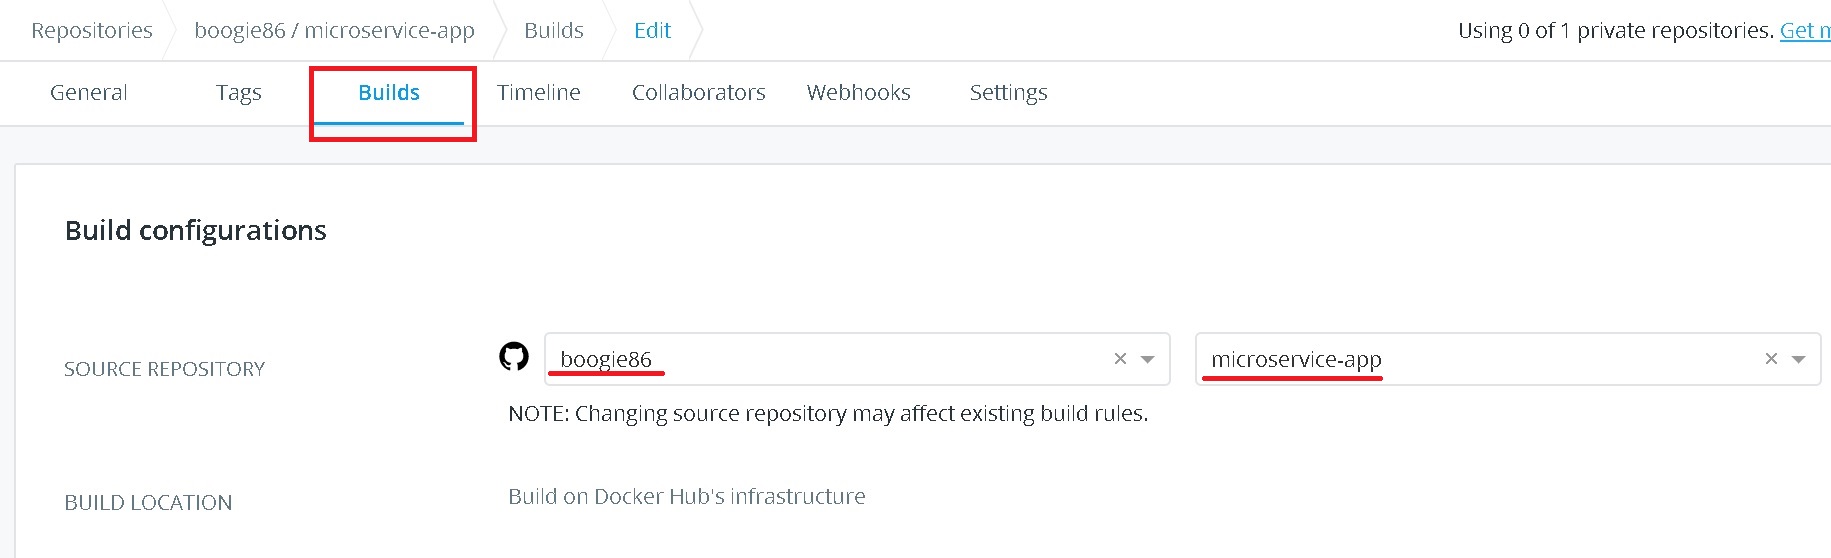 Repositories boogie86 / microservice-app Builds Edit Using 0 of 1 private repositories. Get
General Tags Builds Timeline Collaborators Webhooks Settings
Build configurations
SOURCE REPOSITORY boogie86 microservice-app
NOTE: Changing source repository may affect existing build rules.
BUILD LOCATION Build on Docker Hub's infrastructure